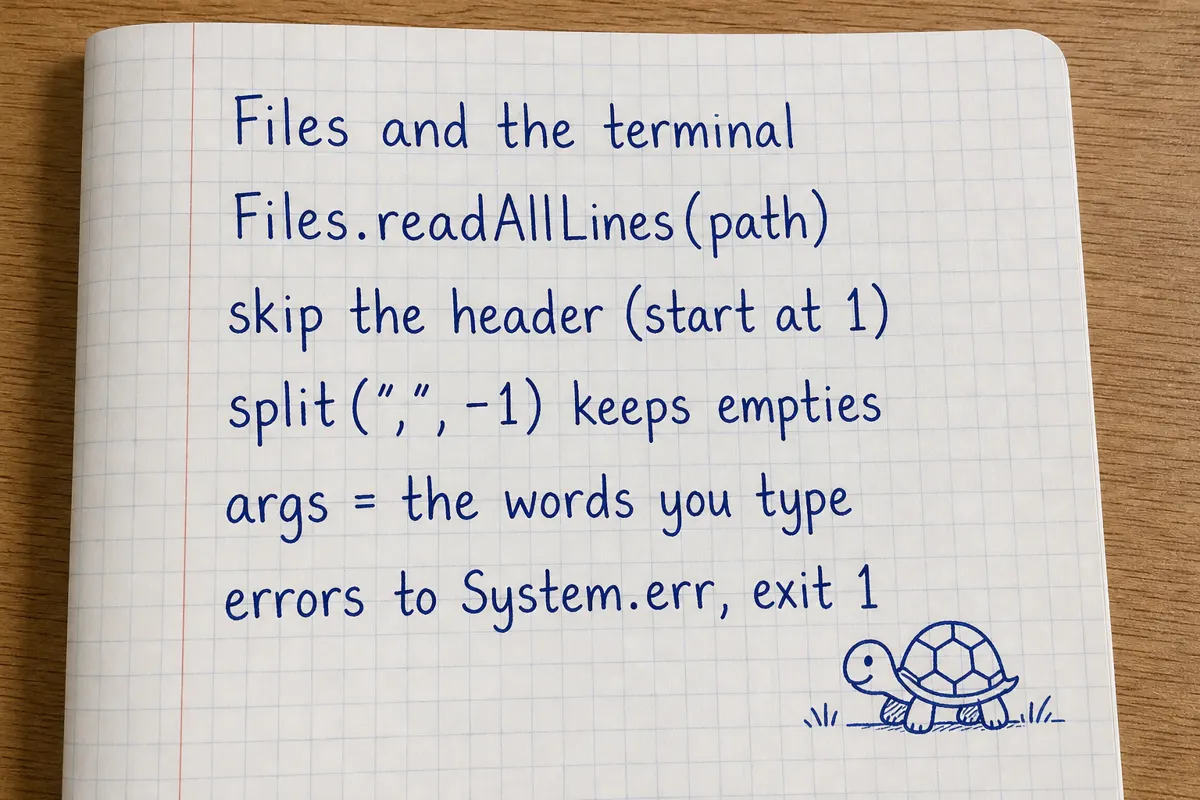 Files and the terminal
Files.readAllLines(path)
skip the header (start at 1)
split(",", -1) keeps empties
args = the words you type
errors to System.err, exit 1